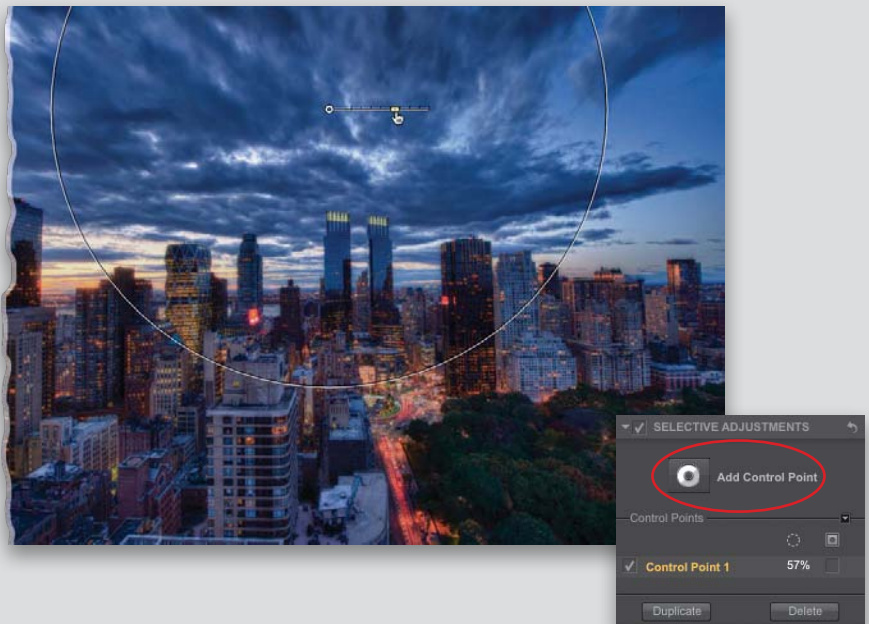 SELECTIVE ADJUSTMENTS
Add Control Point
Control Points
Control Point 1 57%
Duplicate Delete